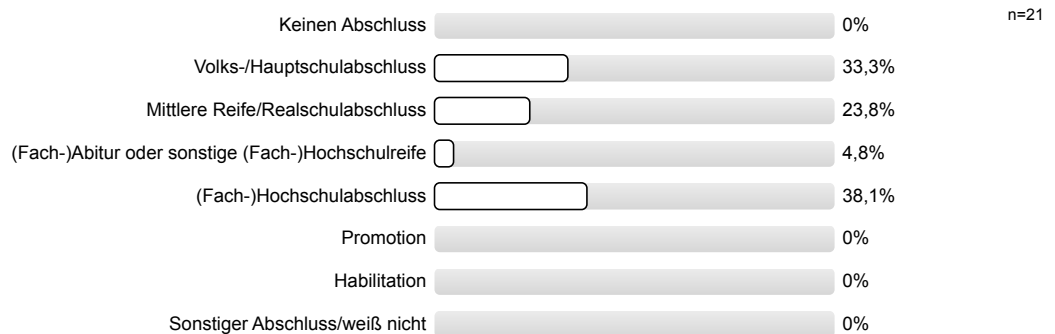 n=21
Keinen Abschluss 0%
Volks-/Hauptschulabschluss 33,3%
Mittlere Reife/Realschulabschluss 23,8%
(Fach-)Abitur oder sonstige (Fach-)Hochschulreife 4,8%
(Fach-)Hochschulabschluss 38,1%
Promotion 0%
Habilitation 0%
Sonstiger Abschluss/weiß nicht 0%